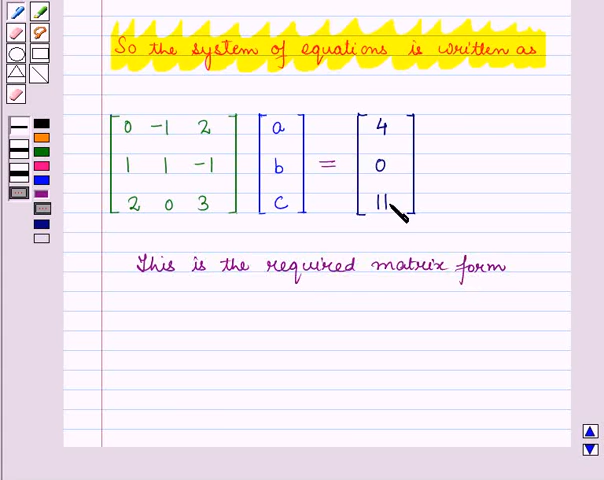 So the system of equations is written as
0 -1 2 a 4
1 1 -1 b = 0
2 0 3 c 11
This is the required matrix form